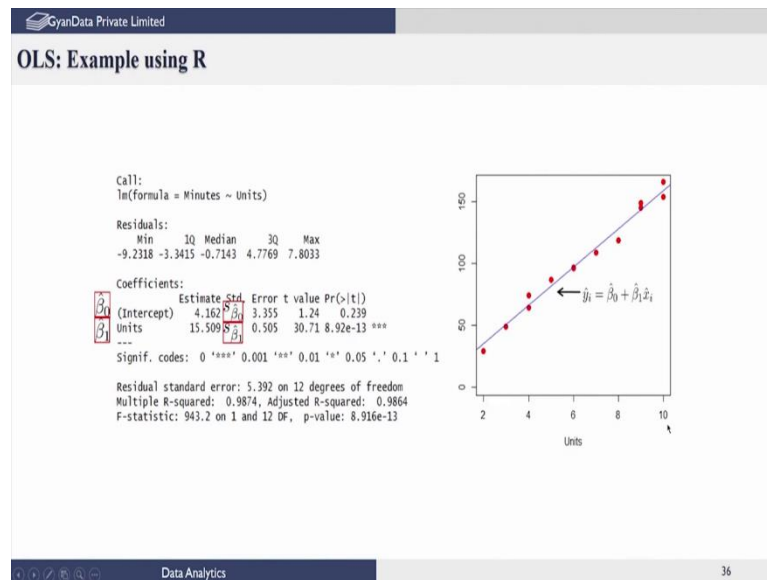 GyanData Private Limited
OLS: Example using R
Call:
lm(formula = Minutes ~ Units)
Residuals:
Min 1Q Median 3Q Max
-9.2318 -3.3415 -0.7143 4.7769 7.8033
Coefficients:
Estimate Std. Error t value Pr(>|t|)
β̂₀ (Intercept) 4.162 S β̂₀ 3.355 1.24 0.239
β̂₁ Units 15.509 S β̂₁ 0.505 30.71 8.92e-13 ***
---
Signif. codes: 0 '***' 0.001 '**' 0.01 '*' 0.05 '.' 0.1 ' ' 1
Residual standard error: 5.392 on 12 degrees of freedom
Multiple R-squared: 0.9874, Adjusted R-squared: 0.9864
F-statistic: 943.2 on 1 and 12 DF, p-value: 8.916e-13
150
100
50
0
ŷᵢ = β̂₀ + β̂₁x̂ᵢ
2 4 6 8 10
Units
Data Analytics
36